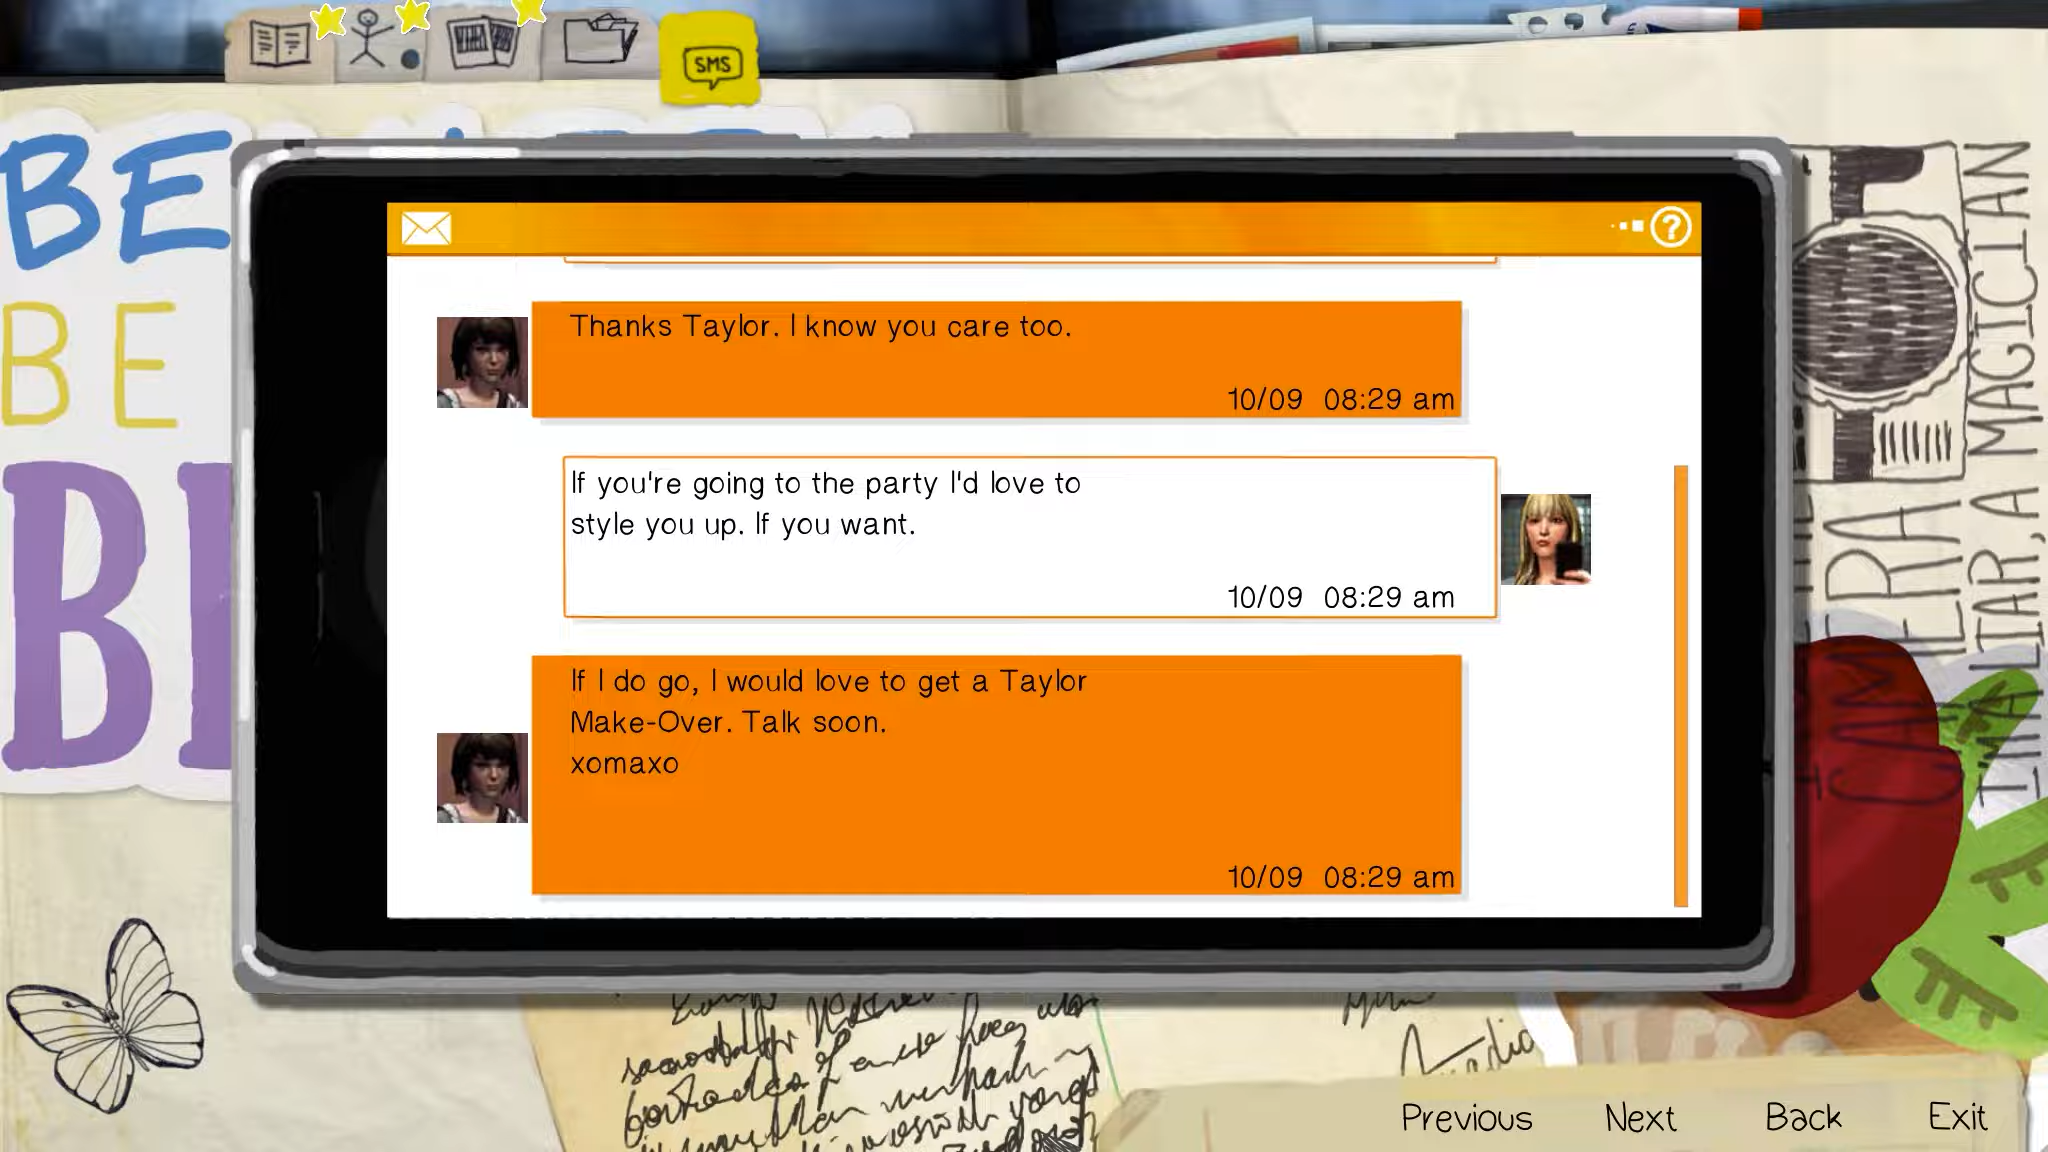 SMS
BE
BE
Thanks Taylor. I know you care too.
10/09 08:29 am
If you're going to the party I'd love to
style you up. If you want.
10/09 08:29 am
If I do go, I would love to get a Taylor
Make-Over. Talk soon.
xomaxo
10/09 08:29 am
CAMERA
I'M A LIAR, A MAGICIAN
Previous Next Back Exit